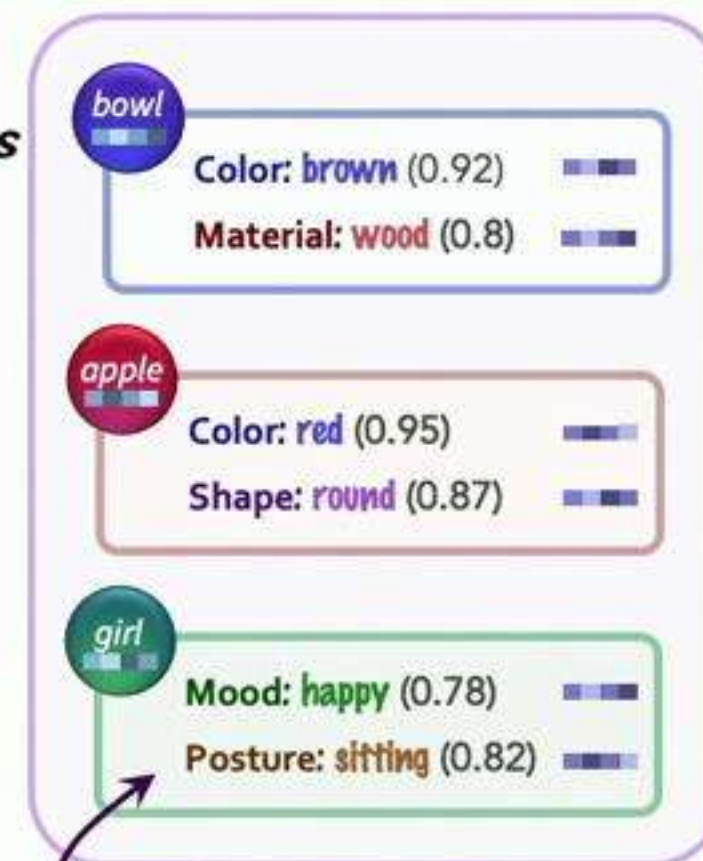 s
bowl
Color: brown (0.92)
Material: wood (0.8)
apple
Color: red (0.95)
Shape: round (0.87)
girl
Mood: happy (0.78)
Posture: sitting (0.82)